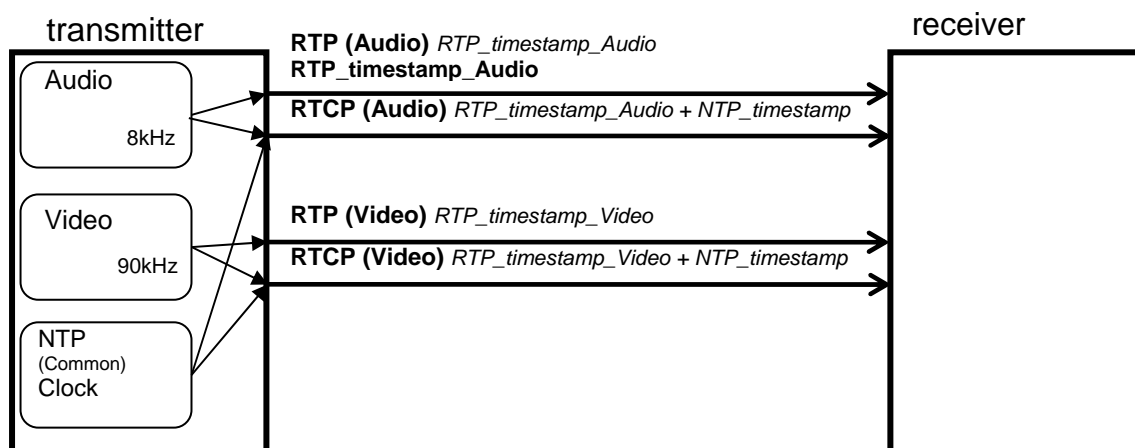 transmitter
receiver
Audio
8kHz
Video
90kHz
NTP
(Common)
Clock
RTP (Audio) RTP_timestamp_Audio
RTP_timestamp_Audio
RTCP (Audio) RTP_timestamp_Audio + NTP_timestamp
RTP (Video) RTP_timestamp_Video
RTCP (Video) RTP_timestamp_Video + NTP_timestamp